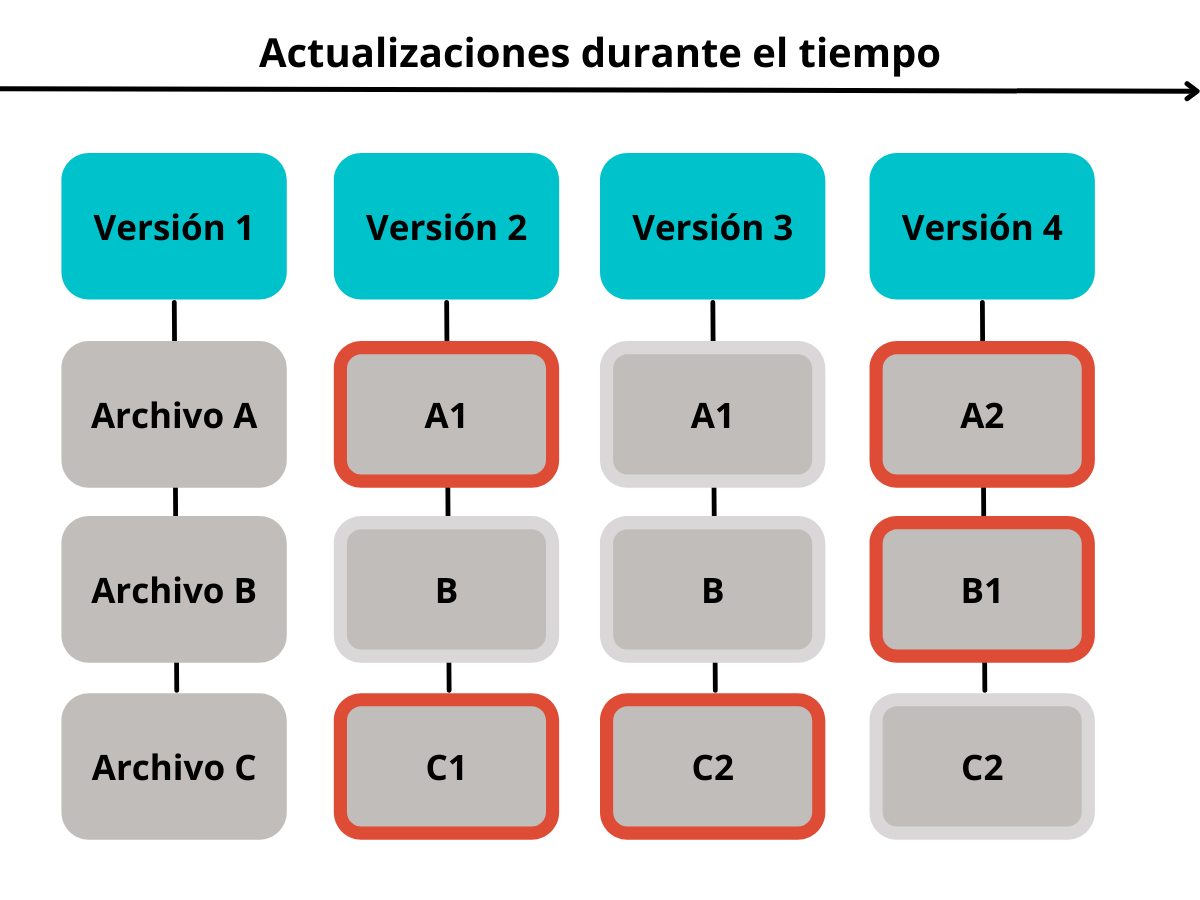 Actualizaciones durante el tiempo
Versión 1
Versión 2
Versión 3
Versión 4
Archivo A
A1
A1
A2
Archivo B
B
B
B1
Archivo C
C1
C2
C2